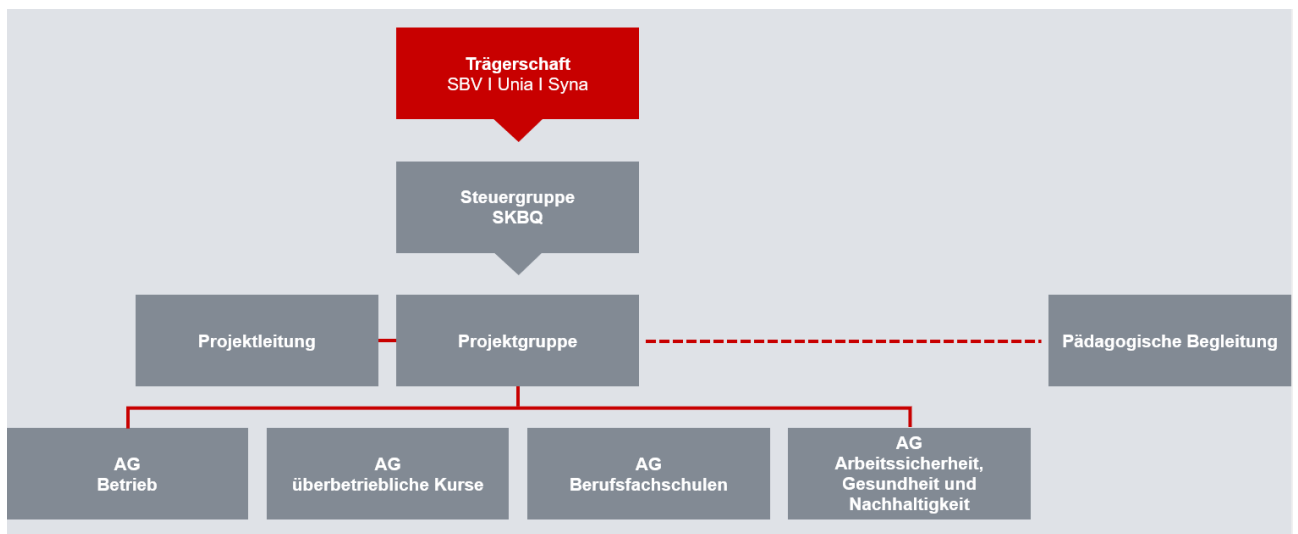 Trägerschaft
SBV I Unia I Syna
Steuergruppe
SKBQ
Projektleitung
Projektgruppe
Pädagogische Begleitung
AG
Betrieb
AG
überbetriebliche Kurse
AG
Berufsfachschulen
AG
Arbeitssicherheit,
Gesundheit und
Nachhaltigkeit